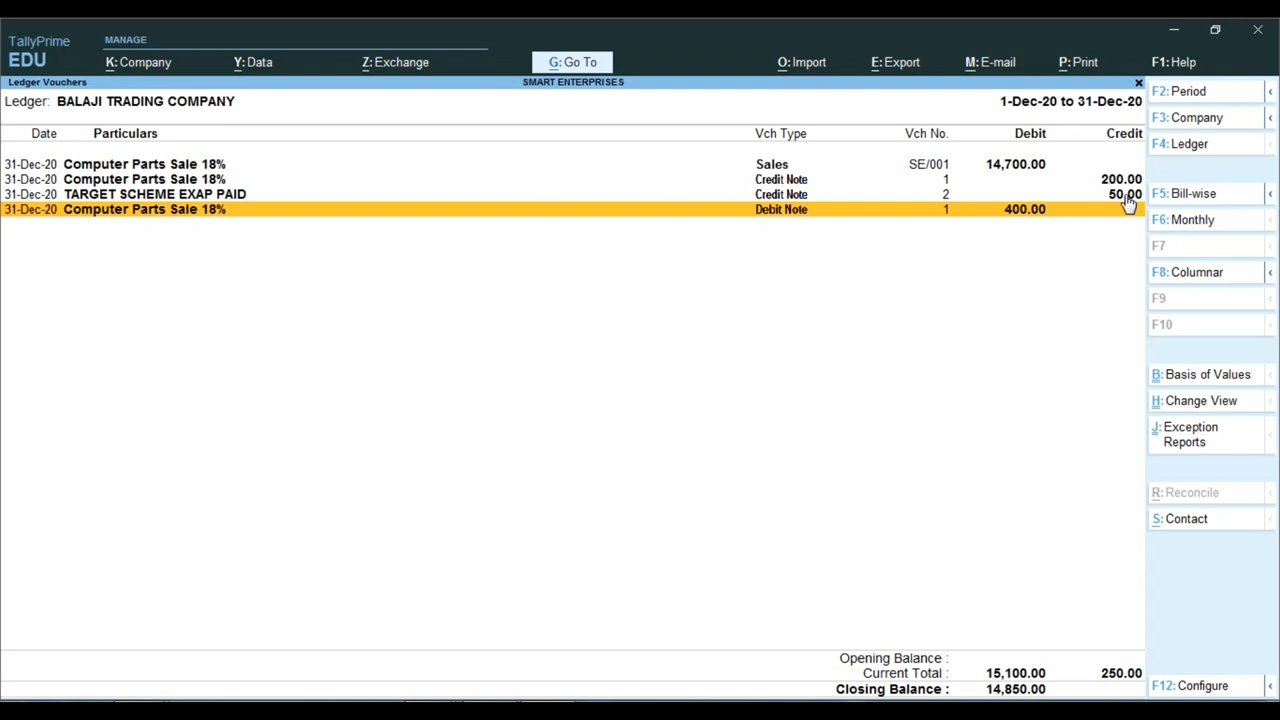 TallyPrime MANAGE
EDU K: Company Y: Data Z: Exchange G: Go To O: Import E: Export M: E-mail P: Print F1: Help
Ledger Vouchers SMART ENTERPRISES x
Ledger: BALAJI TRADING COMPANY 1-Dec-20 to 31-Dec-20
Date Particulars Vch Type Vch No. Debit Credit
31-Dec-20 Computer Parts Sale 18% Sales SE/001 14,700.00
31-Dec-20 Computer Parts Sale 18% Credit Note 1 200.00
31-Dec-20 TARGET SCHEME EXAP PAID Credit Note 2 50.00
31-Dec-20 Computer Parts Sale 18% Debit Note 1 400.00
Opening Balance :
Current Total : 15,100.00 250.00
Closing Balance : 14,850.00
F2: Period
F3: Company
F4: Ledger
F5: Bill-wise
F6: Monthly
F7
F8: Columnar
F9
F10
B: Basis of Values
H: Change View
J: Exception
Reports
R: Reconcile
S: Contact
F12: Configure